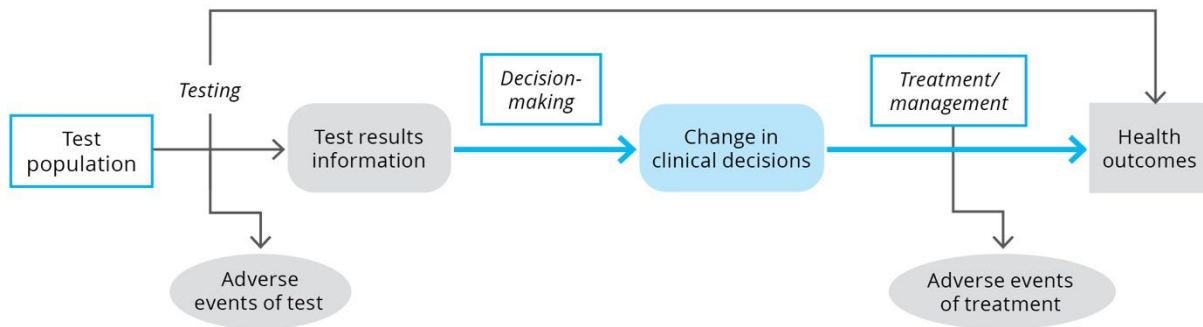 Testing
Decision-
making
Treatment/
management
Test
population
Test results
information
Change in
clinical decisions
Health
outcomes
Adverse
events of test
Adverse events
of treatment